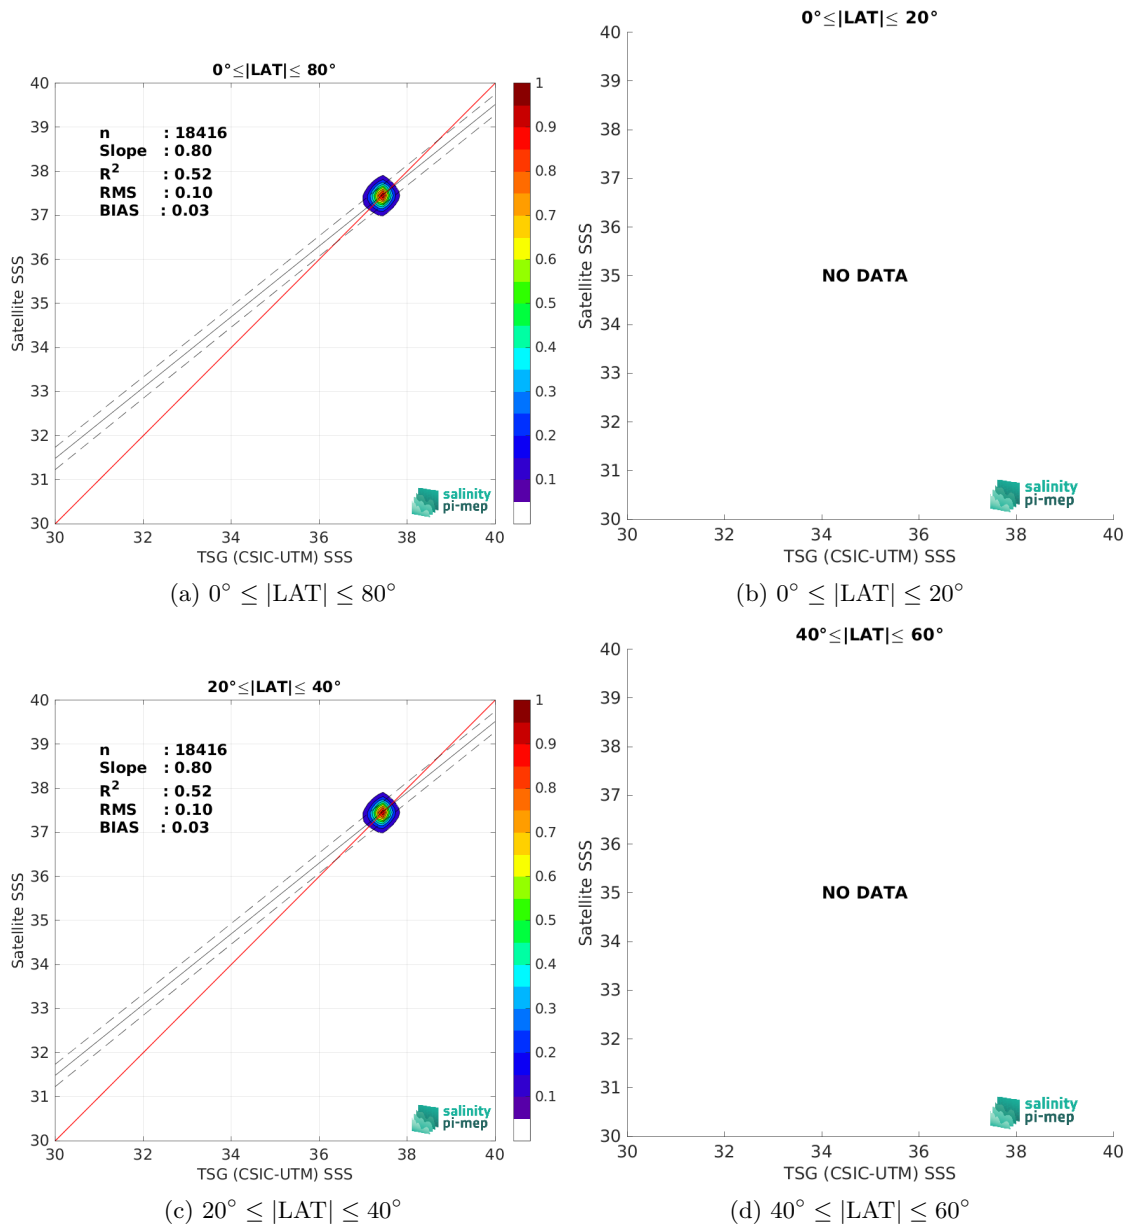 0°≤|LAT|≤ 80°
40
39
38
37
36
35
34
33
32
31
30
Satellite SSS
n : 18416
Slope : 0.80
R² : 0.52
RMS : 0.10
BIAS : 0.03
salinity
pi-mep
30 32 34 36 38 40
TSG (CSIC-UTM) SSS
1
0.9
0.8
0.7
0.6
0.5
0.4
0.3
0.2
0.1
(a) 0° ≤ |LAT| ≤ 80°
0°≤|LAT|≤ 20°
40
39
38
37
36
35
34
33
32
31
30
Satellite SSS
NO DATA
salinity
pi-mep
30 32 34 36 38 40
TSG (CSIC-UTM) SSS
(b) 0° ≤ |LAT| ≤ 20°
20°≤|LAT|≤ 40°
40
39
38
37
36
35
34
33
32
31
30
Satellite SSS
n : 18416
Slope : 0.80
R² : 0.52
RMS : 0.10
BIAS : 0.03
salinity
pi-mep
30 32 34 36 38 40
TSG (CSIC-UTM) SSS
1
0.9
0.8
0.7
0.6
0.5
0.4
0.3
0.2
0.1
(c) 20° ≤ |LAT| ≤ 40°
40°≤|LAT|≤ 60°
40
39
38
37
36
35
34
33
32
31
30
Satellite SSS
NO DATA
salinity
pi-mep
30 32 34 36 38 40
TSG (CSIC-UTM) SSS
(d) 40° ≤ |LAT| ≤ 60°